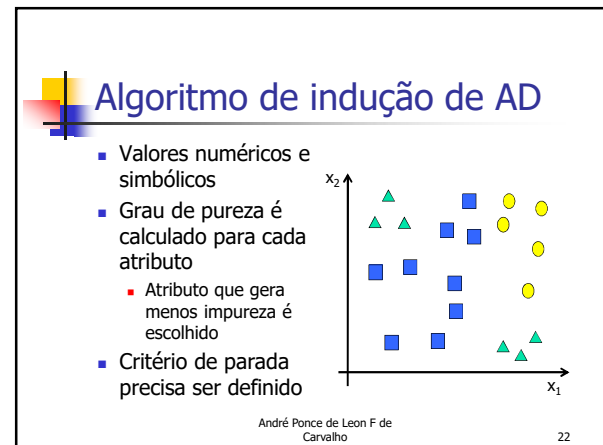 Algoritmo de indução de AD
Valores numéricos e
simbólicos
Grau de pureza é
calculado para cada
atributo
Atributo que gera
menos impureza é
escolhido
Critério de parada
precisa ser definido
x2
x1
André Ponce de Leon F de
Carvalho
22